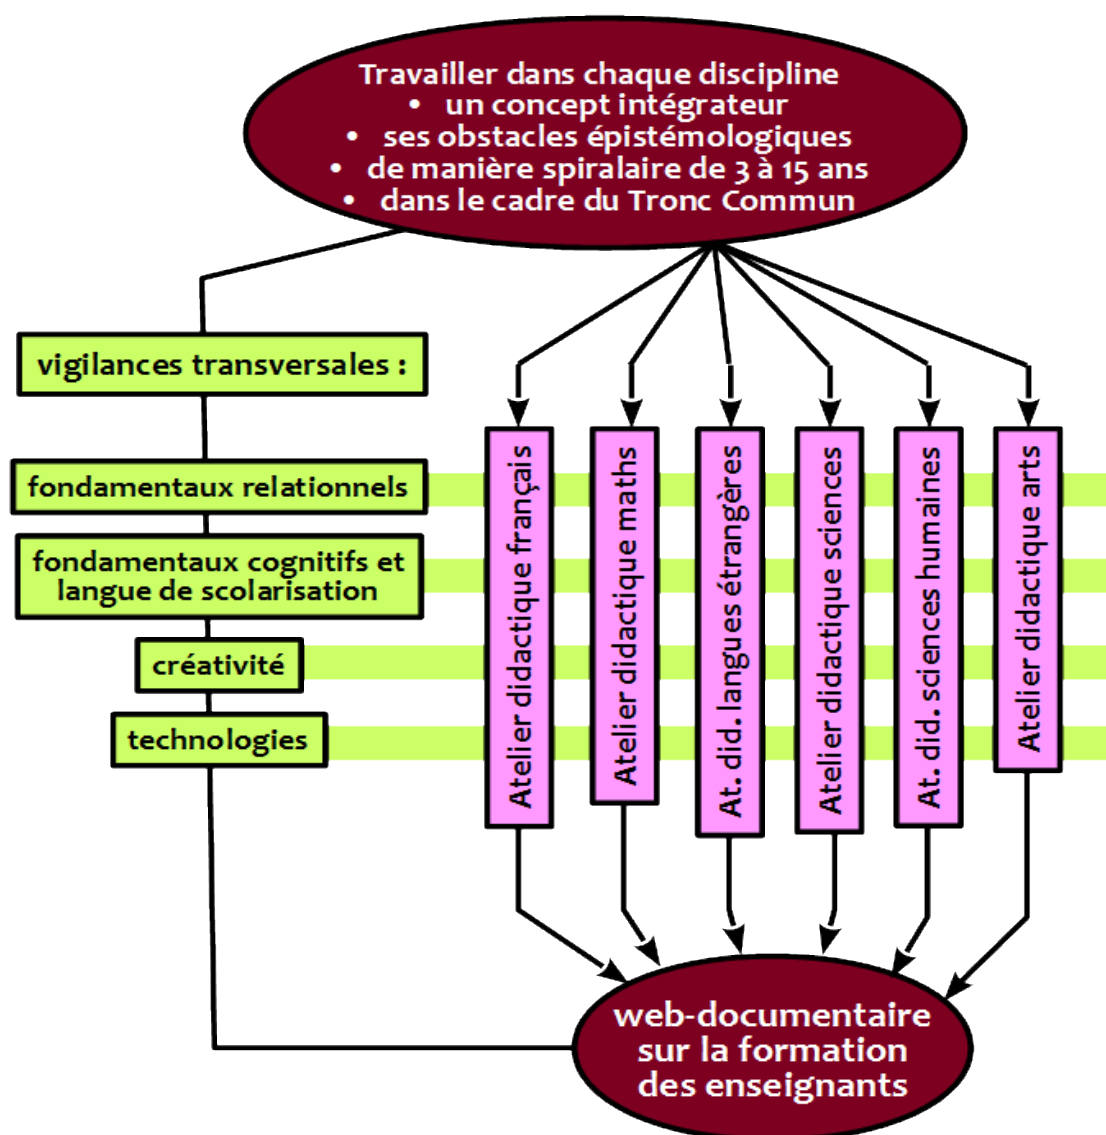 Travailler dans chaque discipline
• un concept intégrateur
• ses obstacles épistémologiques
• de manière spiralaire de 3 à 15 ans
• dans le cadre du Tronc Commun
vigilances transversales :
fondamentaux relationnels
fondamentaux cognitifs et
langue de scolarisation
créativité
technologies
Atelier didactique français
Atelier didactique maths
At. did. langues étrangères
Atelier didactique sciences
At. did. sciences humaines
Atelier didactique arts
web-documentaire
sur la formation
des enseignants